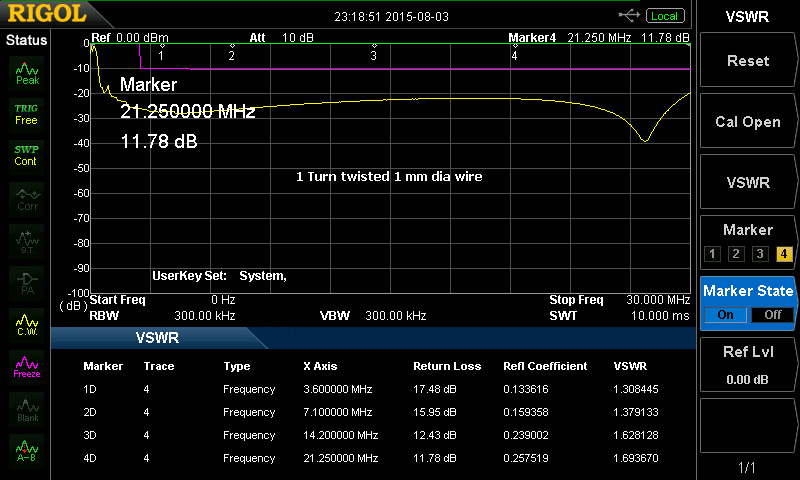 RIGOL
23:18:51 2015-08-03
Local
VSWR
Status
Ref 0.00 dBm Att 10 dB Marker4 21.250 MHz 11.78 dB
Reset
Peak
TRIG
Free
SWP
Cont
Corr
S.T.
PA
C.W.
Freeze
Blank
A-B
0
-10
-20
-30
-40
-50
-60
-70
-80
-90
-100
(dB)
1 2 3 4
Marker
21.250000 MHz
11.78 dB
1 Turn twisted 1 mm dia wire
UserKey Set: System,
Start Freq 0 Hz Stop Freq 30.000 MHz
RBW 300.00 kHz VBW 300.00 kHz SWT 10.000 ms
VSWR
Marker Trace Type X Axis Return Loss Refl Coefficient VSWR
1D 4 Frequency 3.600000 MHz 17.48 dB 0.133616 1.308445
2D 4 Frequency 7.100000 MHz 15.95 dB 0.159358 1.379133
3D 4 Frequency 14.200000 MHz 12.43 dB 0.239002 1.628128
4D 4 Frequency 21.250000 MHz 11.78 dB 0.257519 1.693670
Cal Open
VSWR
Marker
1 2 3 4
Marker State
On Off
Ref Lvl
0.00 dB
1/1